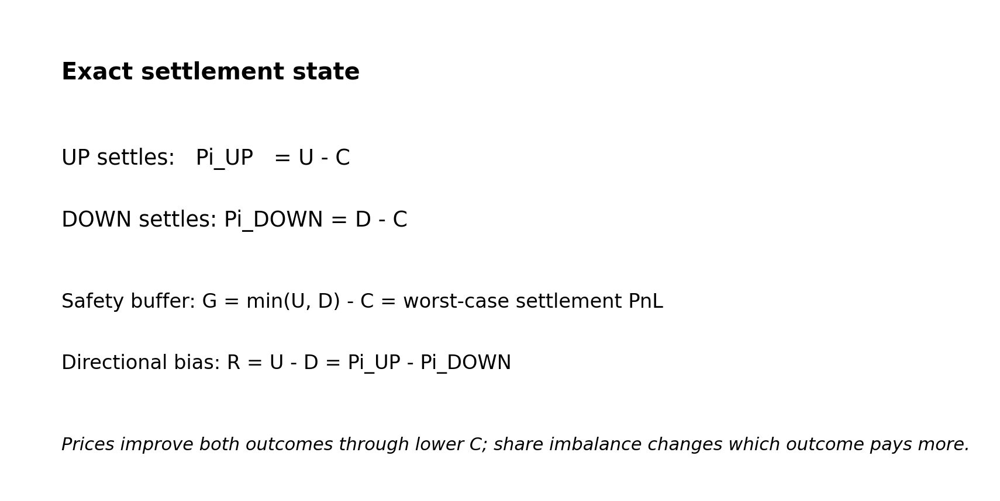 Exact settlement state
UP settles:   Pi_UP   = U - C
DOWN settles: Pi_DOWN = D - C
Safety buffer: G = min(U, D) - C = worst-case settlement PnL
Directional bias: R = U - D = Pi_UP - Pi_DOWN
Prices improve both outcomes through lower C; share imbalance changes which outcome pays more.